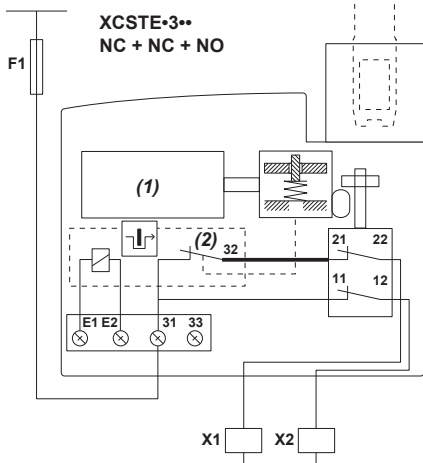 XCSTE•3••
NC + NC + NO
F1
(1)
(2)
32
21 22
11 12
E1 E2 31 33
X1 X2